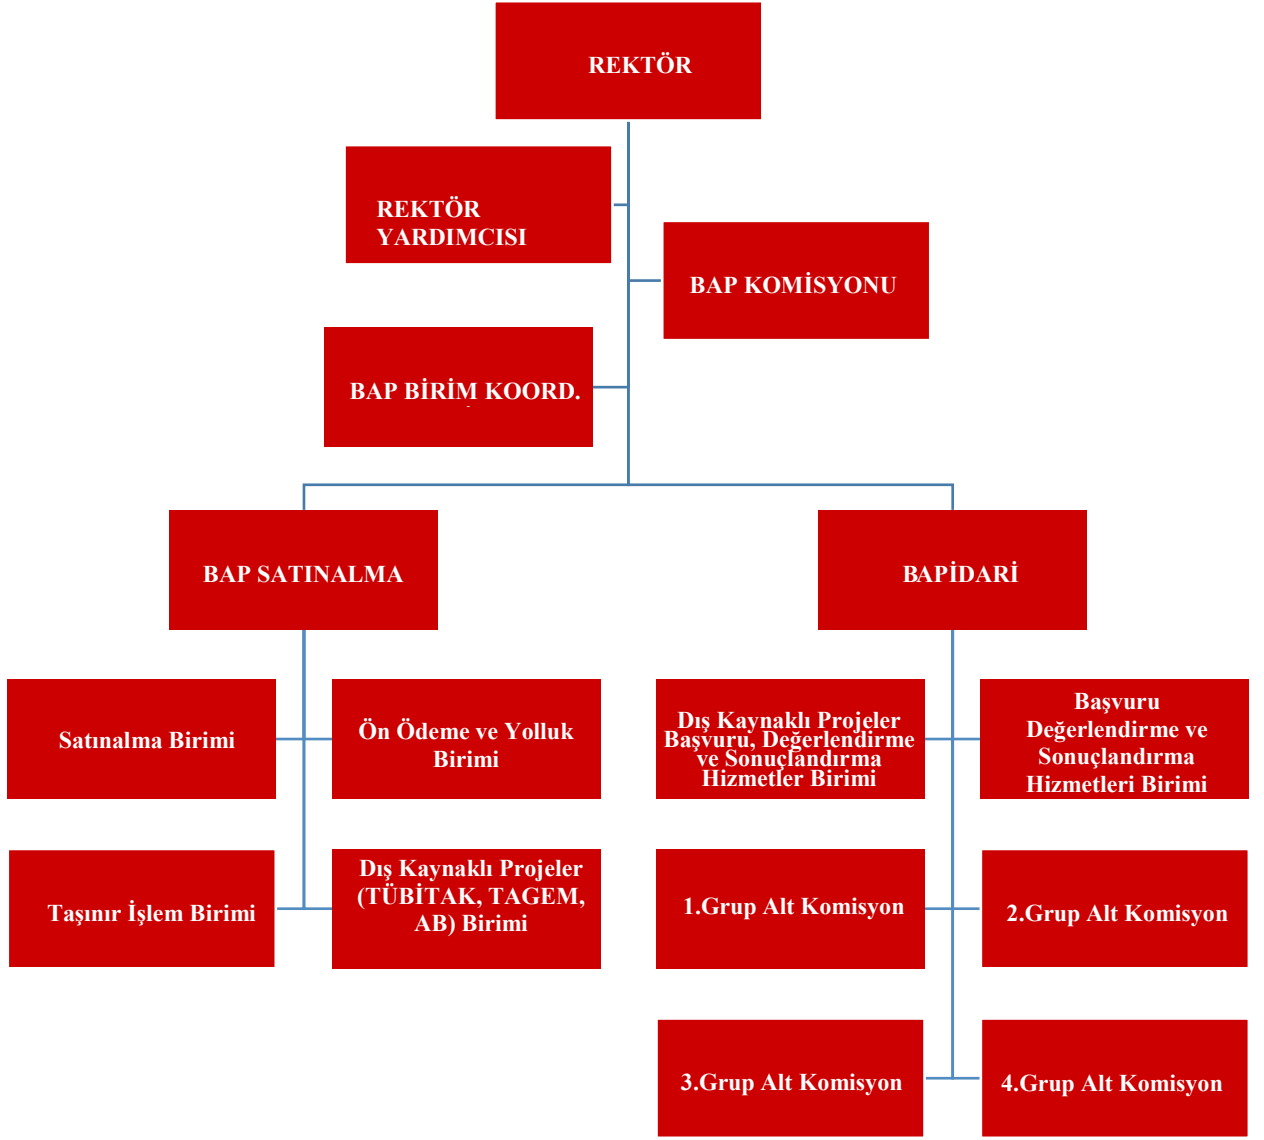 REKTÖR
REKTÖR
YARDIMCISI
BAP KOMİSYONU
BAP BİRİM KOORD.
BAP SATINALMA
BAPİDARİ
Satınalma Birimi
Ön Ödeme ve Yolluk
Birimi
Dış Kaynaklı Projeler
Başvuru, Değerlendirme
ve Sonuçlandırma
Hizmetler Birimi
Başvuru
Değerlendirme ve
Sonuçlandırma
Hizmetleri Birimi
Taşınır İşlem Birimi
Dış Kaynaklı Projeler
(TÜBİTAK, TAGEM,
AB) Birimi
1.Grup Alt Komisyon
2.Grup Alt Komisyon
3.Grup Alt Komisyon
4.Grup Alt Komisyon